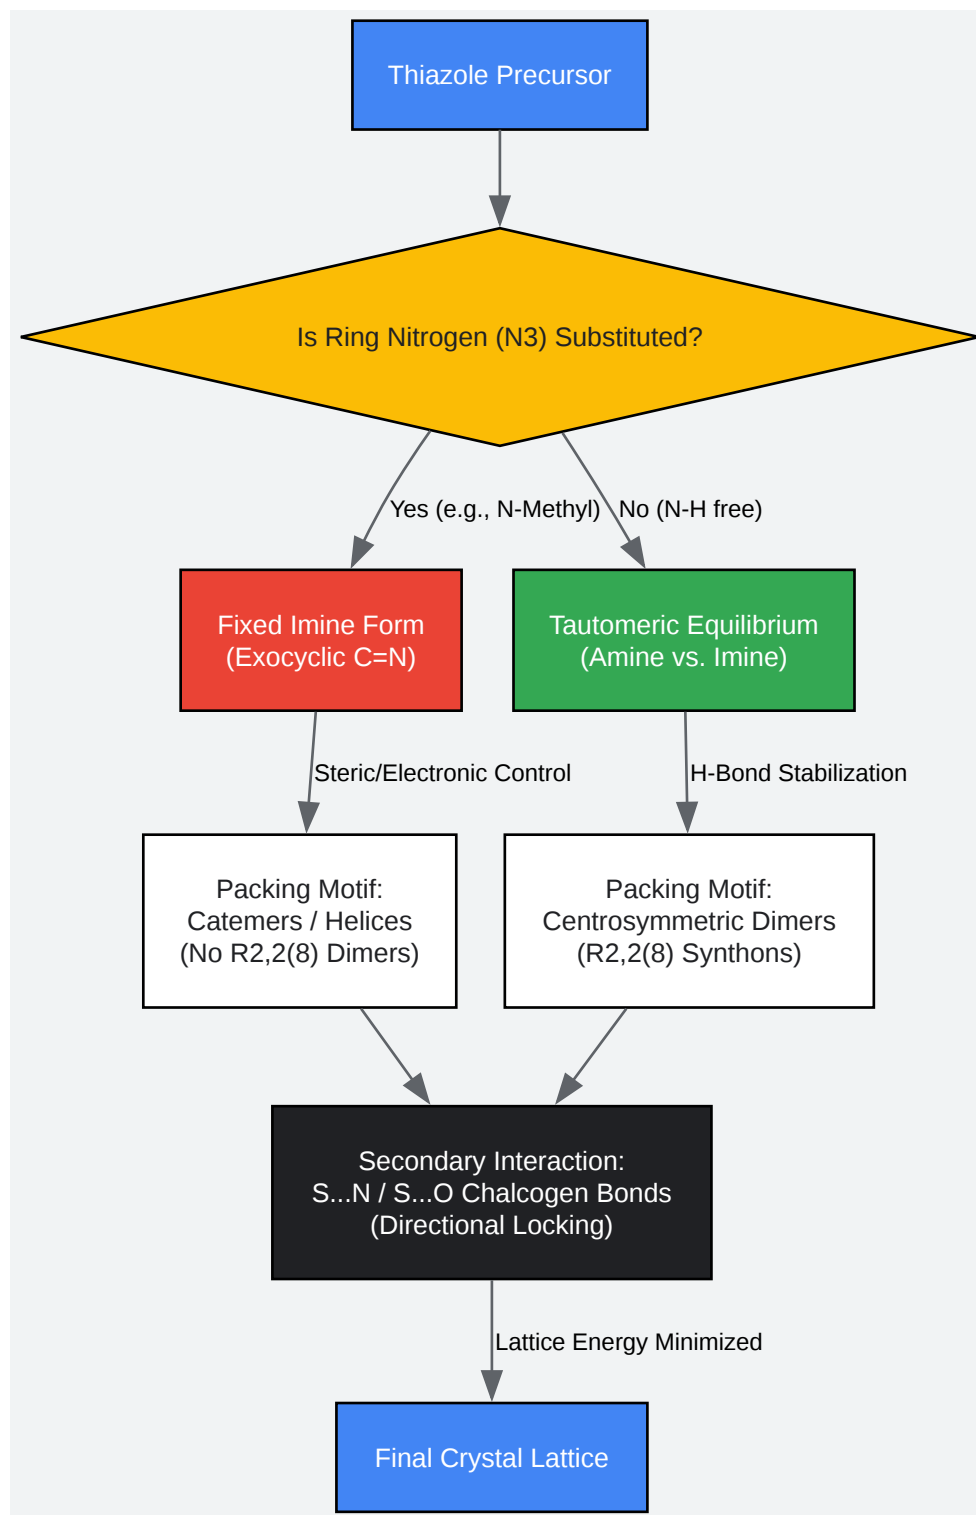 Thiazole Precursor
Is Ring Nitrogen (N3) Substituted?
Yes (e.g., N-Methyl)
No (N-H free)
Fixed Imine Form
(Exocyclic C=N)
Tautomeric Equilibrium
(Amine vs. Imine)
Steric/Electronic Control
H-Bond Stabilization
Packing Motif:
Catemers / Helices
(No R2,2(8) Dimers)
Packing Motif:
Centrosymmetric Dimers
(R2,2(8) Synthons)
Secondary Interaction:
S...N / S...O Chalcogen Bonds
(Directional Locking)
Lattice Energy Minimized
Final Crystal Lattice